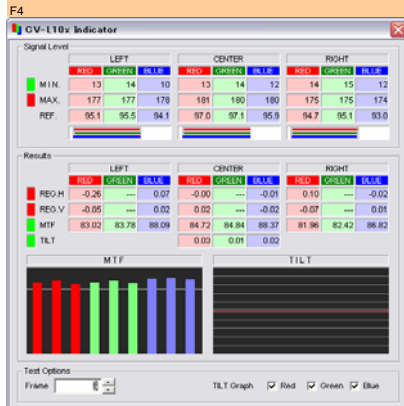 F4
CV-L10x Indicator
Signal Level
LEFT CENTER RIGHT
RED GREEN BLUE RED GREEN BLUE RED GREEN BLUE
MIN. 13 14 10 13 14 12 14 15 12
MAX. 177 177 178 181 180 180 175 175 174
REF. 95.1 95.5 94.1 97.0 97.1 95.9 94.7 95.1 93.0
Results
LEFT CENTER RIGHT
RED GREEN BLUE RED GREEN BLUE RED GREEN BLUE
REG.H -0.26 --- 0.07 -0.00 --- -0.01 0.10 --- -0.02
REG.V -0.05 --- 0.02 0.02 --- -0.02 -0.07 --- 0.01
MTF 83.02 83.78 88.09 84.72 84.84 88.37 81.96 82.42 86.82
TILT 0.03 0.01 0.02
MTF TILT
Test Options
Frame TILT Graph Red Green Blue